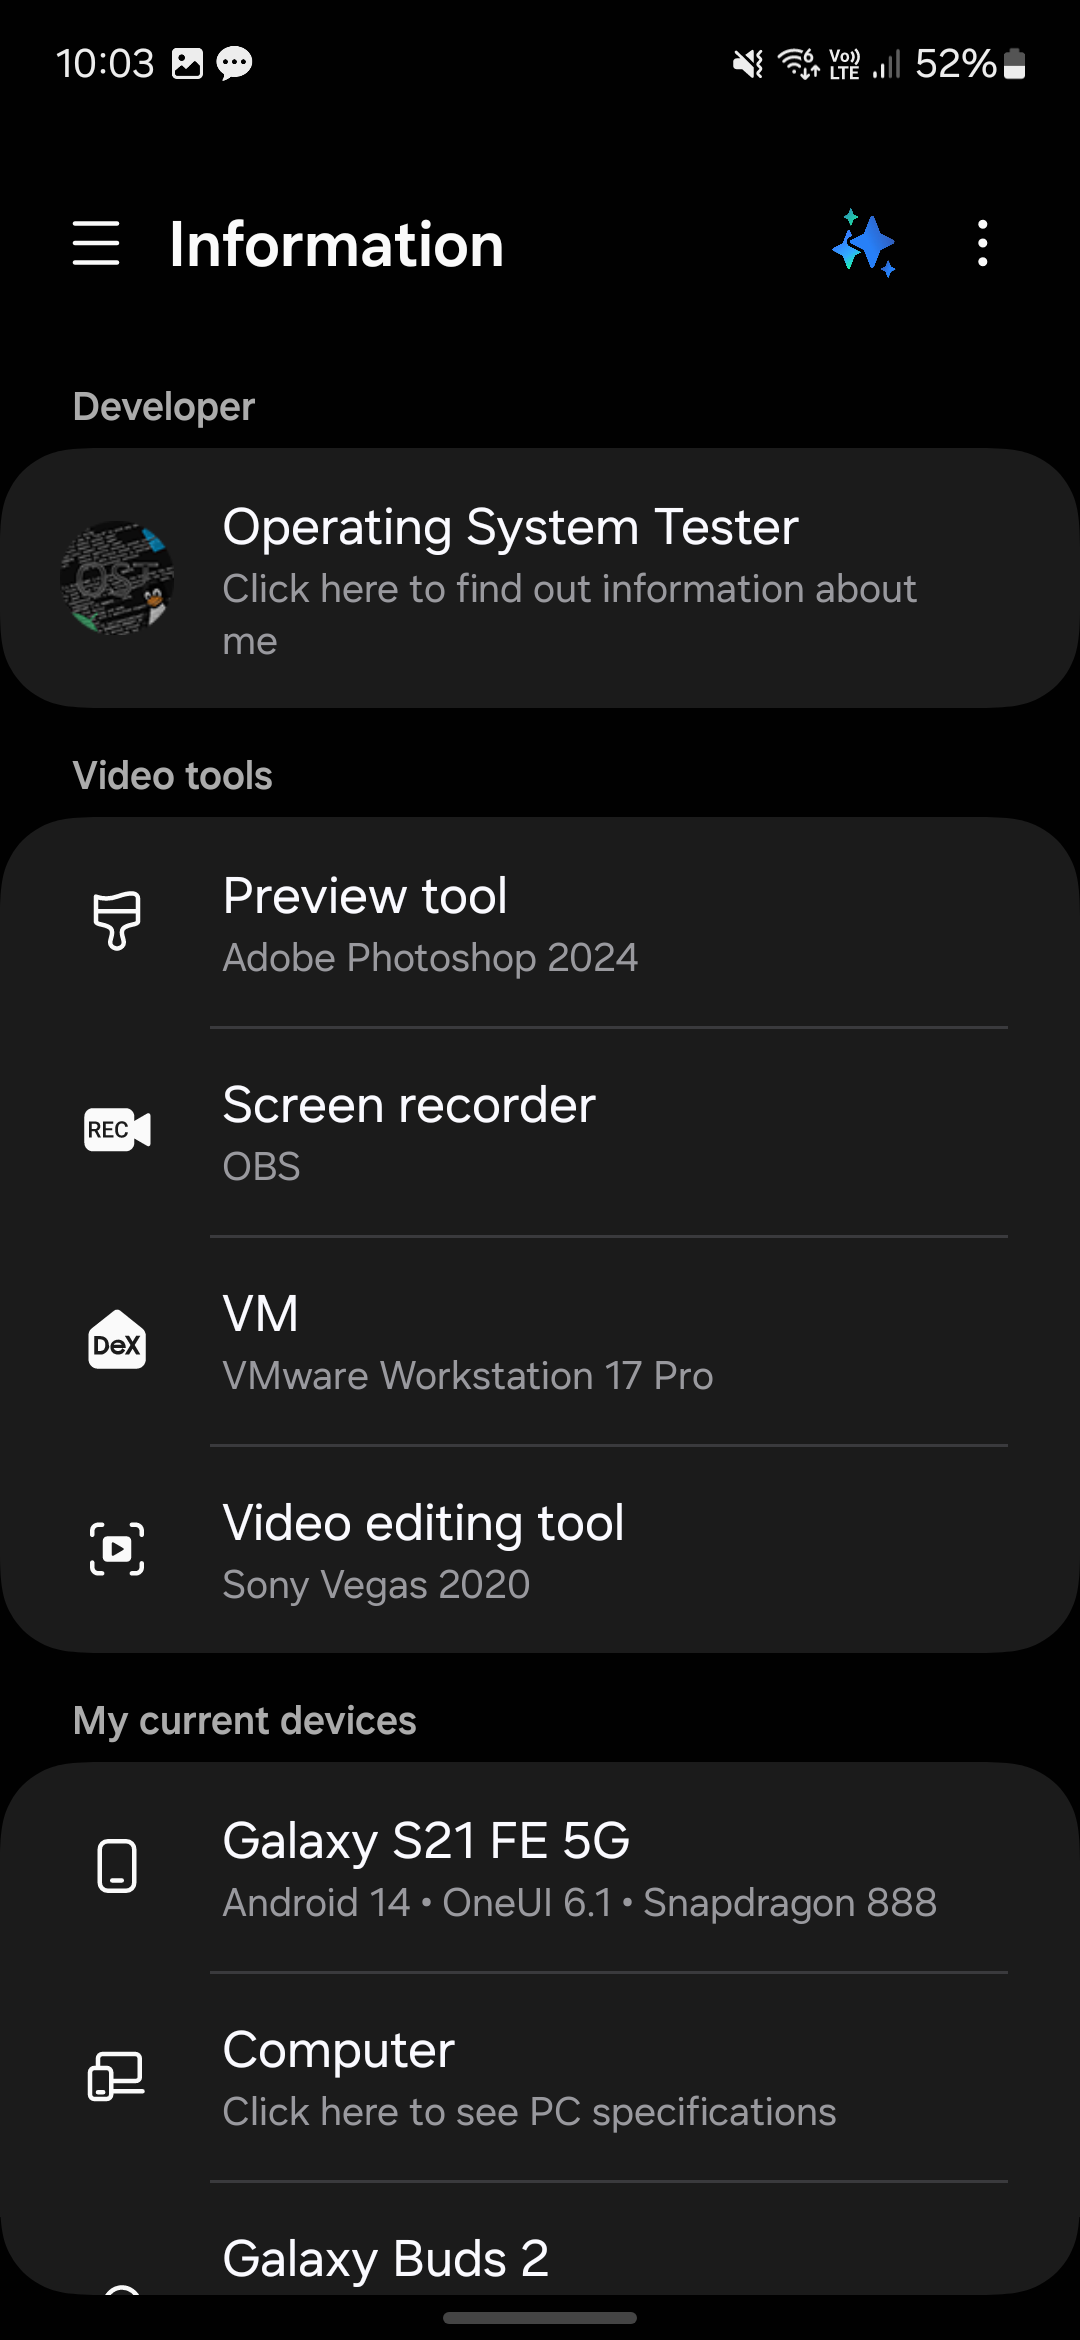 10:03
6 Vo)) LTE 52%
Information
Developer
OST
Operating System Tester
Click here to find out information about
me
Video tools
Preview tool
Adobe Photoshop 2024
REC
Screen recorder
OBS
DeX
VM
VMware Workstation 17 Pro
Video editing tool
Sony Vegas 2020
My current devices
Galaxy S21 FE 5G
Android 14 • OneUI 6.1 • Snapdragon 888
Computer
Click here to see PC specifications
Galaxy Buds 2